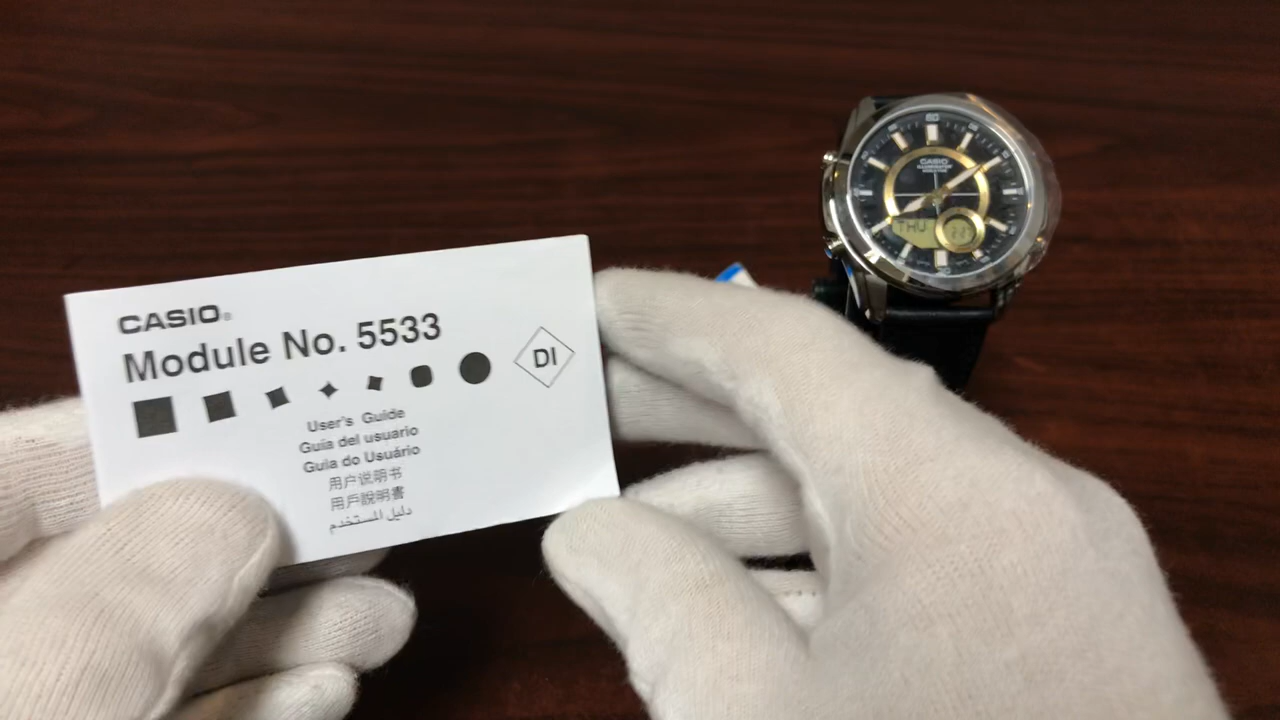 CASIO®
Module No. 5533
DI
User's Guide
Guía del usuario
Guia do Usuário
用户说明书
用戶說明書
دليل المستخدم
60
CASIO
THU